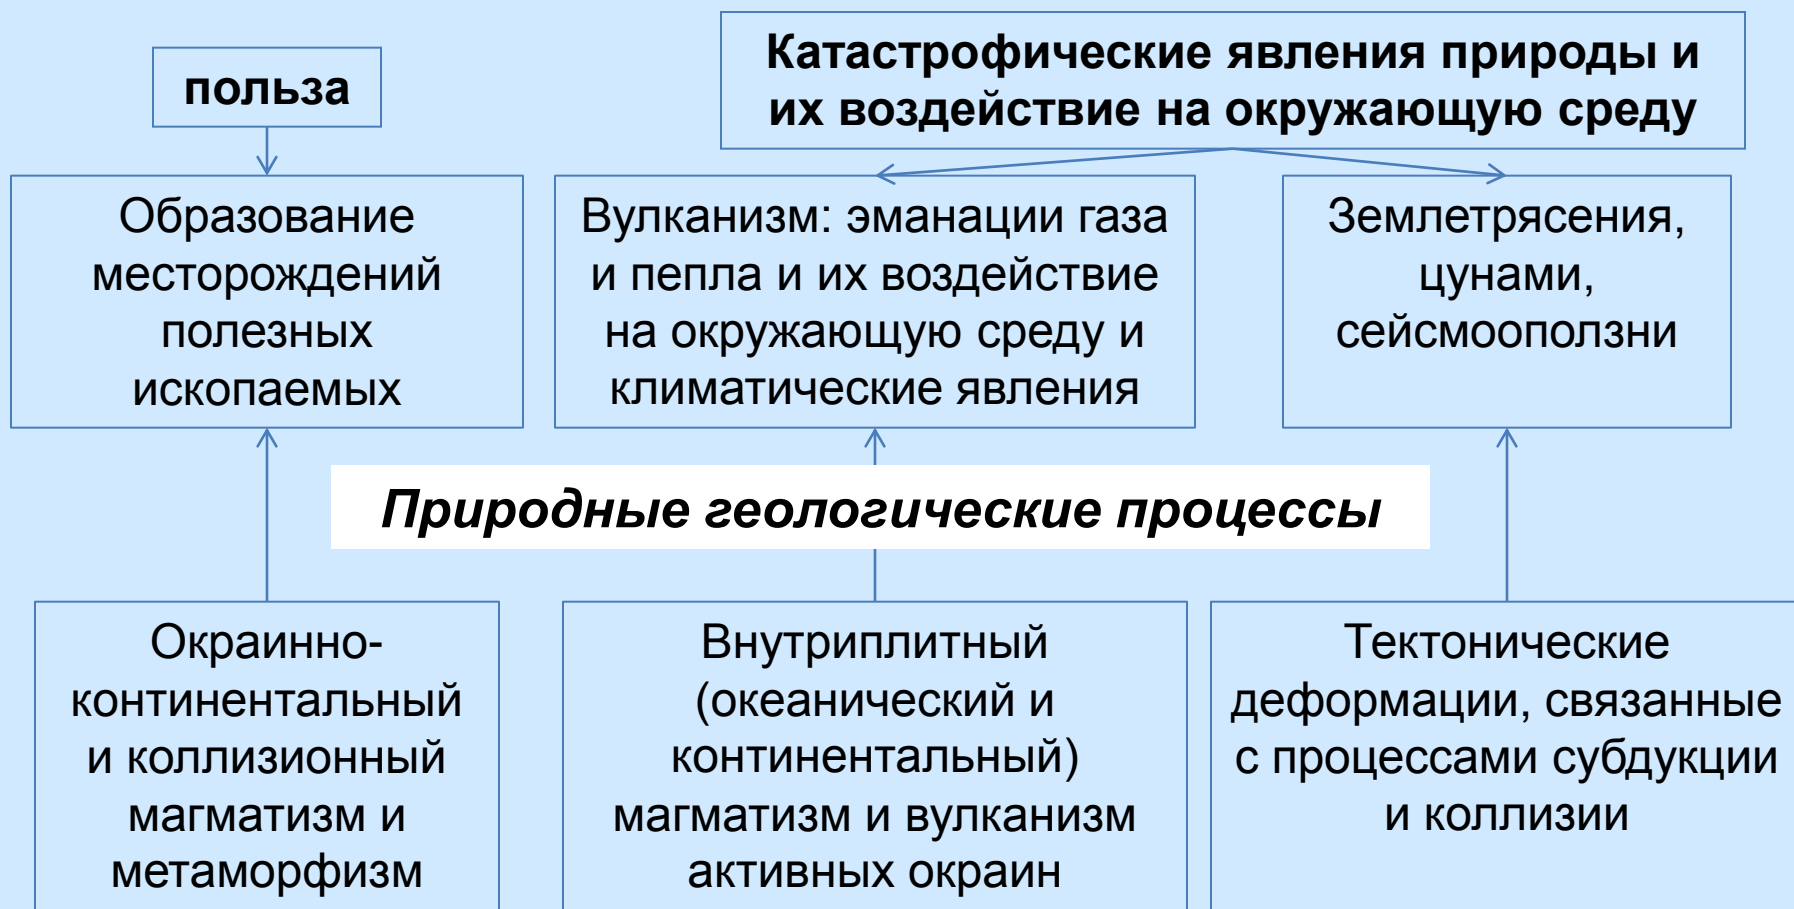 польза
Катастрофические явления природы и
их воздействие на окружающую среду
Образование
месторождений
полезных
ископаемых
Вулканизм: эманации газа
и пепла и их воздействие
на окружающую среду и
климатические явления
Землетрясения,
цунами,
сейсмооползни
Природные геологические процессы
Окраинно-
континентальный
и коллизионный
магматизм и
метаморфизм
Внутриплитный
(океанический и
континентальный)
магматизм и вулканизм
активных окраин
Тектонические
деформации, связанные
с процессами субдукции
и коллизии